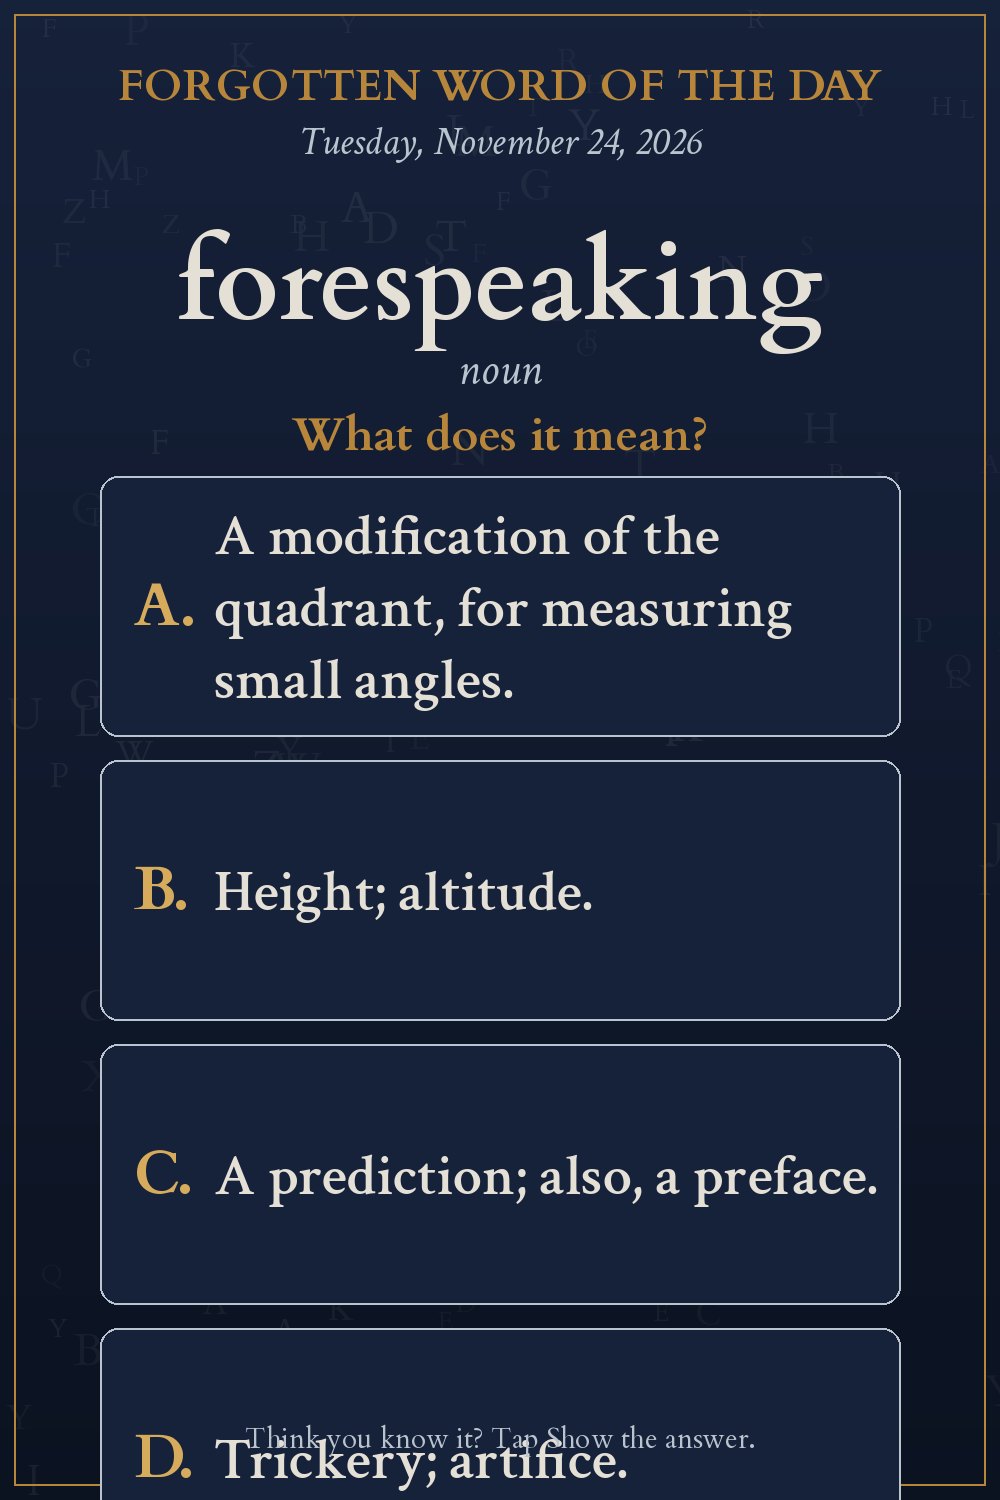 FORGOTTEN WORD OF THE DAY
Tuesday, November 24, 2026
forespeaking
noun
What does it mean?
A. A modification of the
quadrant, for measuring
small angles.
B. Height; altitude.
C. A prediction; also, a preface.
D. Trickery; artifice.
Think you know it? Tap Show the answer.